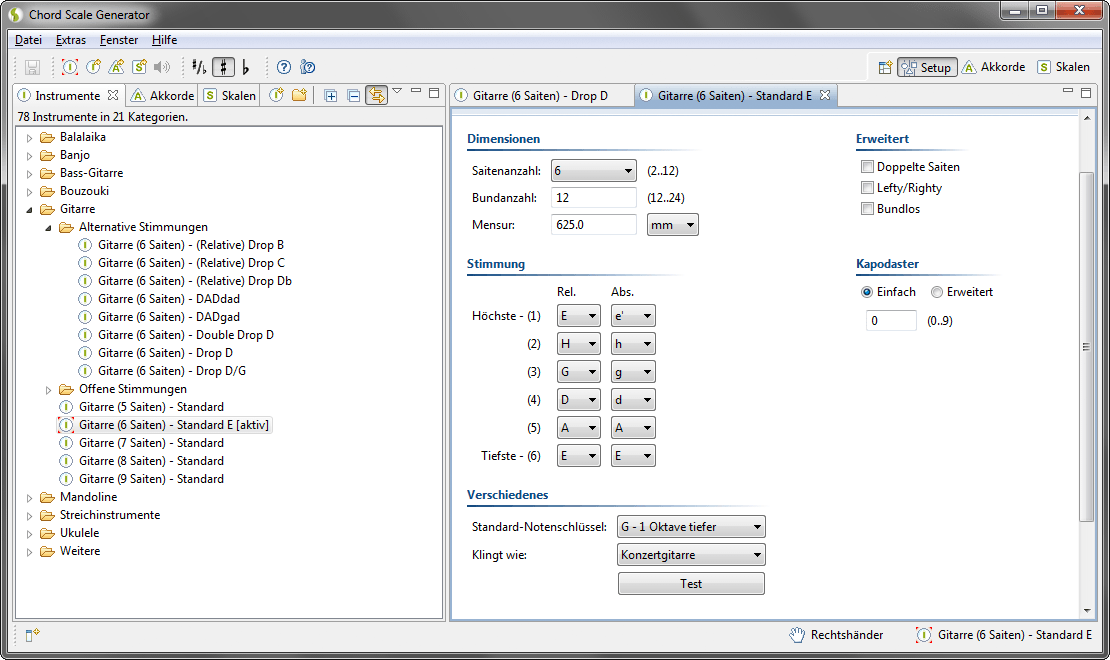 Chord Scale Generator
Datei Extras Fenster Hilfe
Setup Akkorde S Skalen
Instrumente Akkorde S Skalen
78 Instrumente in 21 Kategorien.
Balalaika
Banjo
Bass-Gitarre
Bouzouki
Gitarre
Alternative Stimmungen
Gitarre (6 Saiten) - (Relative) Drop B
Gitarre (6 Saiten) - (Relative) Drop C
Gitarre (6 Saiten) - (Relative) Drop Db
Gitarre (6 Saiten) - DADdad
Gitarre (6 Saiten) - DADgad
Gitarre (6 Saiten) - Double Drop D
Gitarre (6 Saiten) - Drop D
Gitarre (6 Saiten) - Drop D/G
Offene Stimmungen
Gitarre (5 Saiten) - Standard
Gitarre (6 Saiten) - Standard E [aktiv]
Gitarre (7 Saiten) - Standard
Gitarre (8 Saiten) - Standard
Gitarre (9 Saiten) - Standard
Mandoline
Streichinstrumente
Ukulele
Weitere
Gitarre (6 Saiten) - Drop D Gitarre (6 Saiten) - Standard E
Dimensionen
Saitenanzahl: 6 (2..12)
Bundanzahl: 12 (12..24)
Mensur: 625.0 mm
Erweitert
Doppelte Saiten
Lefty/Righty
Bundlos
Stimmung
Rel. Abs.
Höchste - (1) E e'
(2) H h
(3) G g
(4) D d
(5) A A
Tiefste - (6) E E
Kapodaster
Einfach Erweitert
0 (0..9)
Verschiedenes
Standard-Notenschlüssel: G - 1 Oktave tiefer
Klingt wie: Konzertgitarre
Test
Rechtshänder Gitarre (6 Saiten) - Standard E